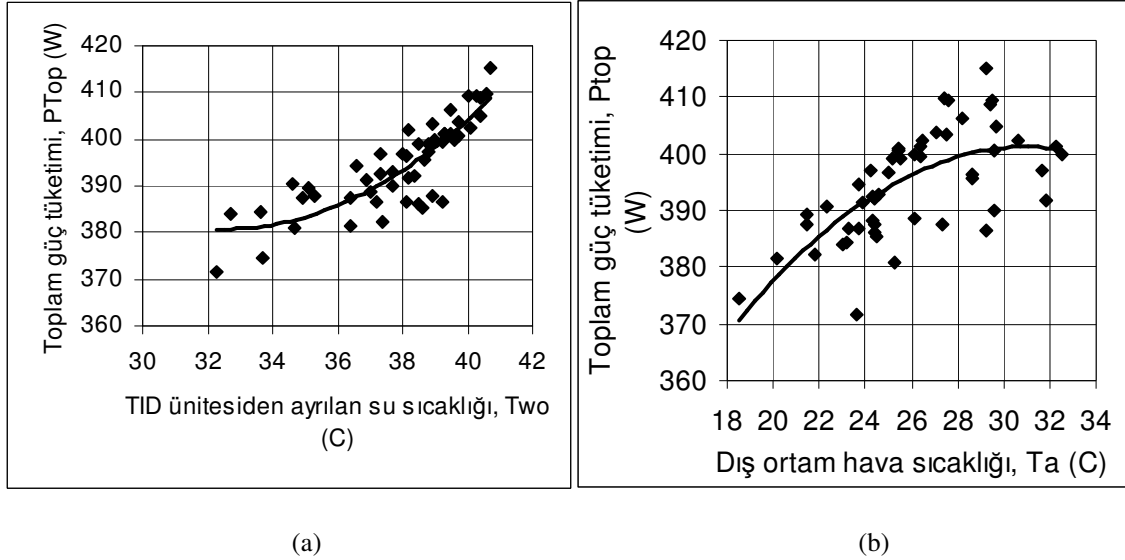 Toplam güç tüketimi, PTop (W)
420
410
400
390
380
370
360
30 32 34 36 38 40 42
TID ünitesiden ayrılan su sıcaklığı, Two
(C)
(a)
Toplam güç tüketimi, Ptop
(W)
420
410
400
390
380
370
360
18 20 22 24 26 28 30 32 34
Dış ortam hava sıcaklığı, Ta (C)
(b)